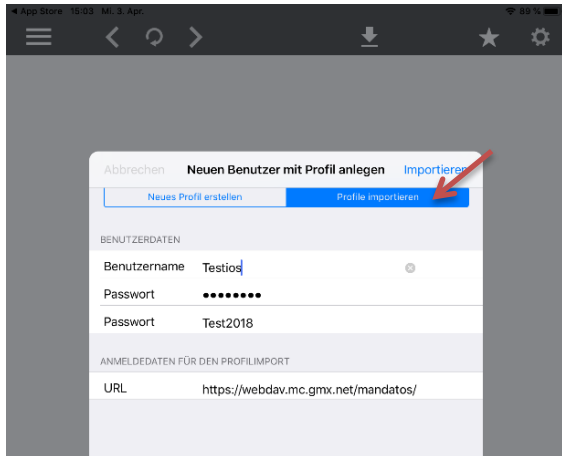 App Store 15:03 Mi. 3. Apr. 89 %
Abbrechen Neuen Benutzer mit Profil anlegen Importieren
Neues Profil erstellen Profile importieren
BENUTZERDATEN
Benutzername Testios
Passwort ••••••••
Passwort Test2018
ANMELDEDATEN FÜR DEN PROFILIMPORT
URL https://webdav.mc.gmx.net/mandatos/